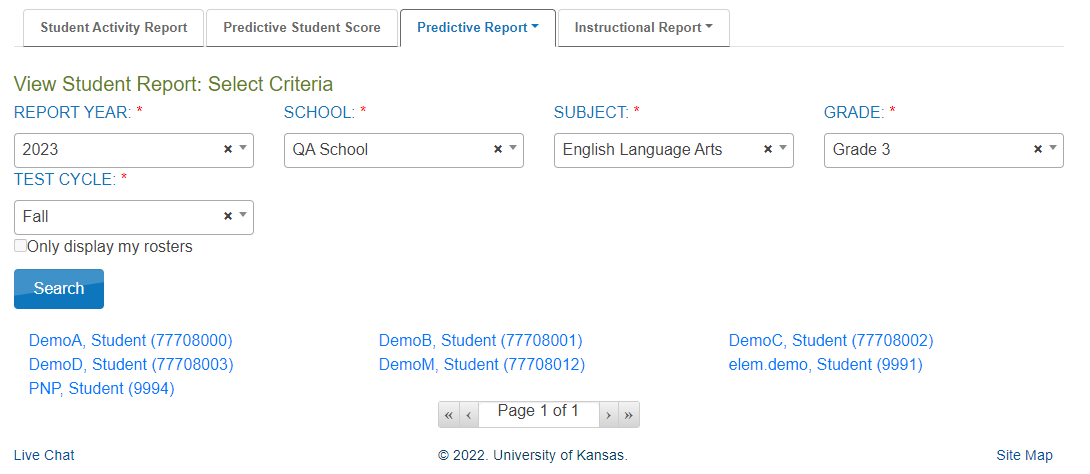 Student Activity Report Predictive Student Score Predictive Report Instructional Report
View Student Report: Select Criteria
REPORT YEAR: * SCHOOL: * SUBJECT: * GRADE: *
2023 × QA School × English Language Arts × Grade 3 ×
TEST CYCLE: *
Fall ×
Only display my rosters
Search
DemoA, Student (77708000) DemoB, Student (77708001) DemoC, Student (77708002)
DemoD, Student (77708003) DemoM, Student (77708012) elem.demo, Student (9991)
PNP, Student (9994)
« ‹ Page 1 of 1 › »
Live Chat © 2022. University of Kansas. Site Map